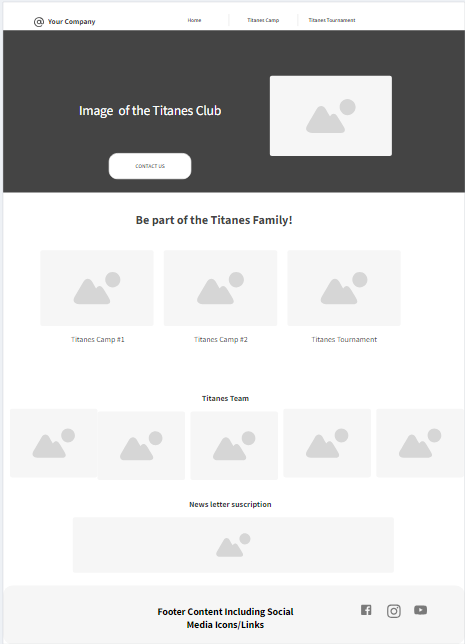 @ Your Company
Home
Titanes Camp
Titanes Tournament
Image of the Titanes Club
CONTACT US
Be part of the Titanes Family!
Titanes Camp #1
Titanes Camp #2
Titanes Tournament
Titanes Team
News letter suscription
Footer Content Including Social
Media Icons/Links